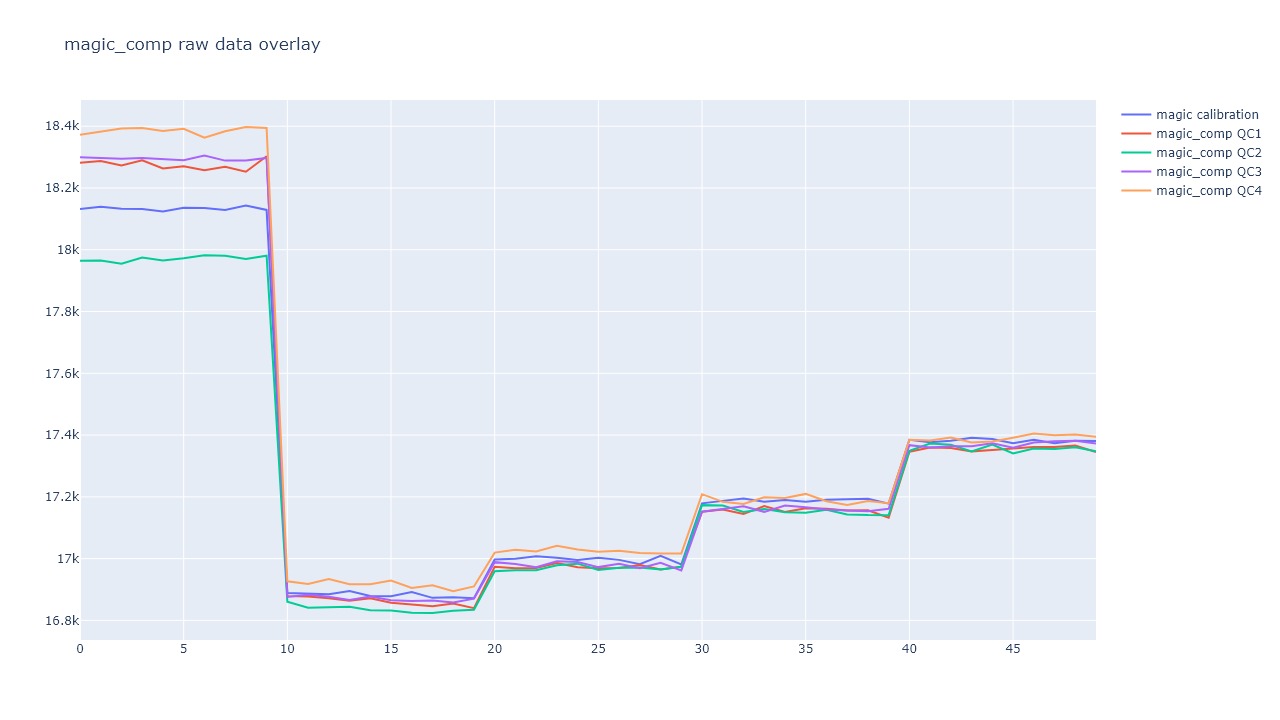 magic_comp raw data overlay
18.4k
18.2k
18k
17.8k
17.6k
17.4k
17.2k
17k
16.8k
0 5 10 15 20 25 30 35 40 45
magic calibration
magic_comp QC1
magic_comp QC2
magic_comp QC3
magic_comp QC4